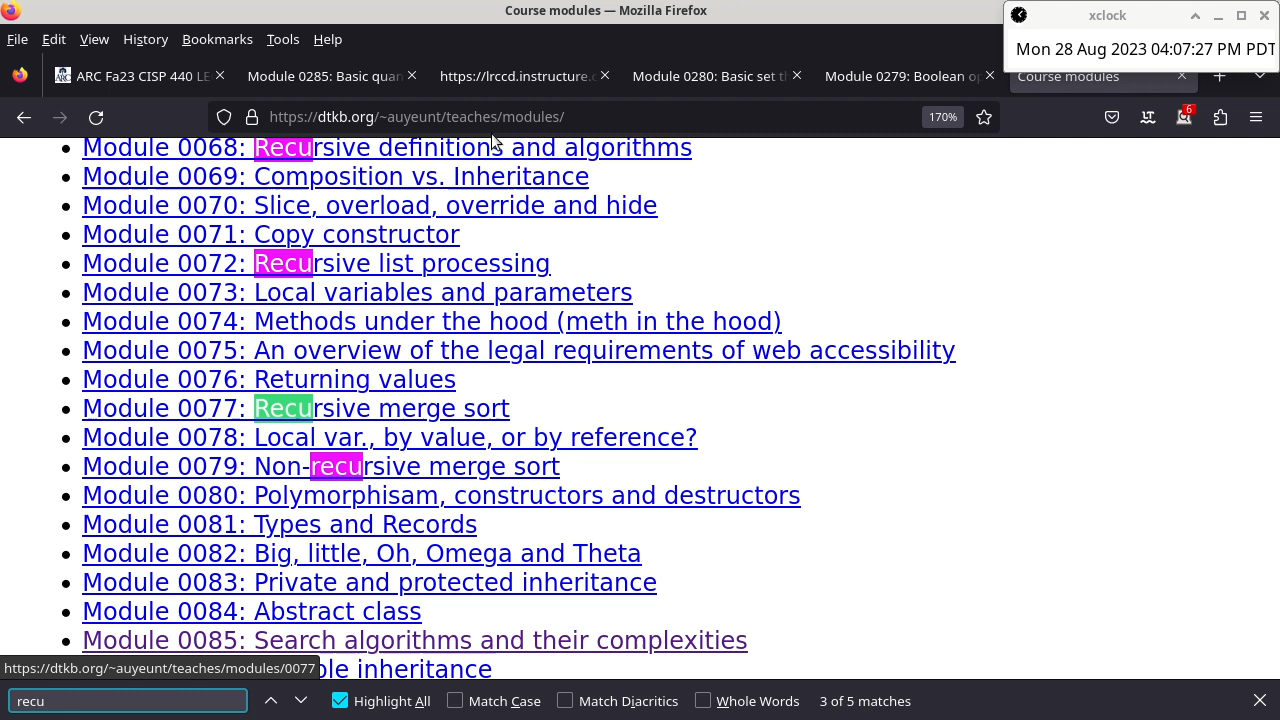 Course modules — Mozilla Firefox
xclock
File Edit View History Bookmarks Tools Help
Mon 28 Aug 2023 04:07:27 PM PDT
ARC Fa23 CISP 440 LE
Module 0285: Basic quan
https://lrccd.instructure.c
Module 0280: Basic set t
Module 0279: Boolean op
Course modules
https://dtkb.org/~auyeunt/teaches/modules/
170%
6
Module 0068: Recursive definitions and algorithms
Module 0069: Composition vs. Inheritance
Module 0070: Slice, overload, override and hide
Module 0071: Copy constructor
Module 0072: Recursive list processing
Module 0073: Local variables and parameters
Module 0074: Methods under the hood (meth in the hood)
Module 0075: An overview of the legal requirements of web accessibility
Module 0076: Returning values
Module 0077: Recursive merge sort
Module 0078: Local var., by value, or by reference?
Module 0079: Non-recursive merge sort
Module 0080: Polymorphisam, constructors and destructors
Module 0081: Types and Records
Module 0082: Big, little, Oh, Omega and Theta
Module 0083: Private and protected inheritance
Module 0084: Abstract class
Module 0085: Search algorithms and their complexities
https://dtkb.org/~auyeunt/teaches/modules/0077
ple inheritance
recu
Highlight All
Match Case
Match Diacritics
Whole Words
3 of 5 matches